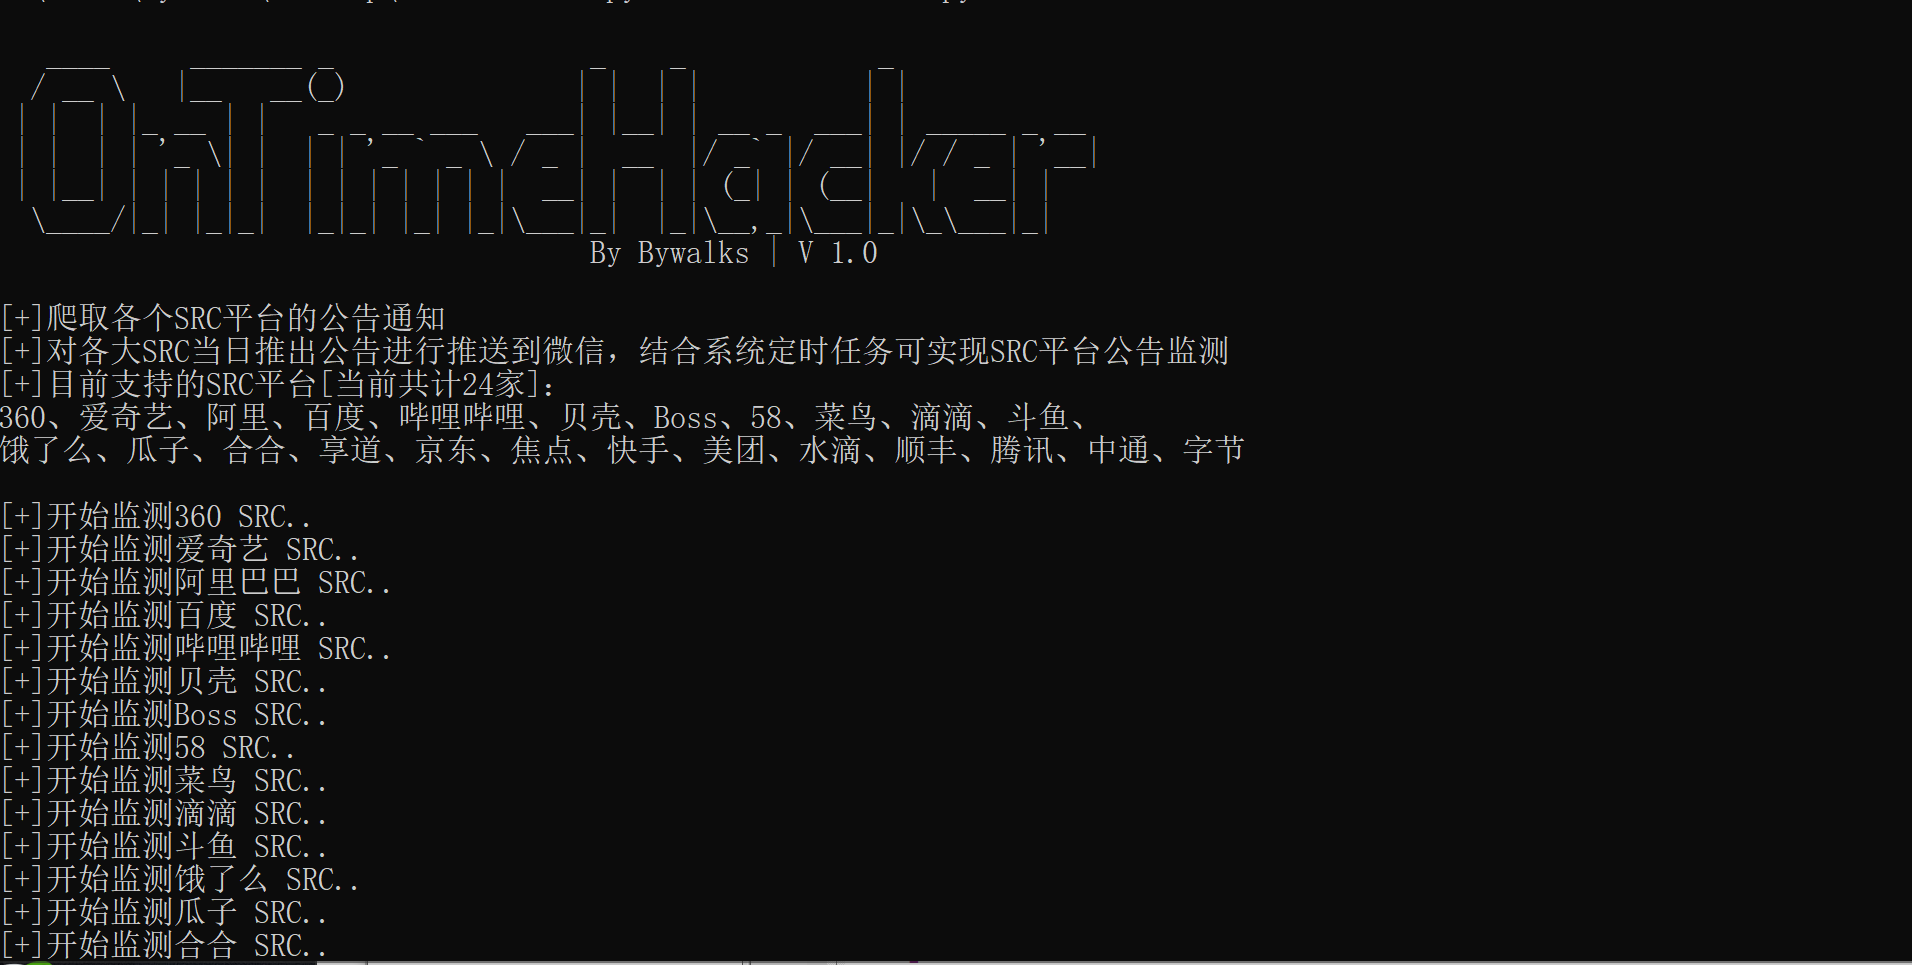 OnTimeHacker
By Bywalks | V 1.0
[+]爬取各个SRC平台的公告通知
[+]对各大SRC当日推出公告进行推送到微信，结合系统定时任务可实现SRC平台公告监测
[+]目前支持的SRC平台[当前共计24家]：
360、爱奇艺、阿里、百度、哔哩哔哩、贝壳、Boss、58、菜鸟、滴滴、斗鱼、
饿了么、瓜子、合合、享道、京东、焦点、快手、美团、水滴、顺丰、腾讯、中通、字节
[+]开始监测360 SRC..
[+]开始监测爱奇艺 SRC..
[+]开始监测阿里巴巴 SRC..
[+]开始监测百度 SRC..
[+]开始监测哔哩哔哩 SRC..
[+]开始监测贝壳 SRC..
[+]开始监测Boss SRC..
[+]开始监测58 SRC..
[+]开始监测菜鸟 SRC..
[+]开始监测滴滴 SRC..
[+]开始监测斗鱼 SRC..
[+]开始监测饿了么 SRC..
[+]开始监测瓜子 SRC..
[+]开始监测合合 SRC..